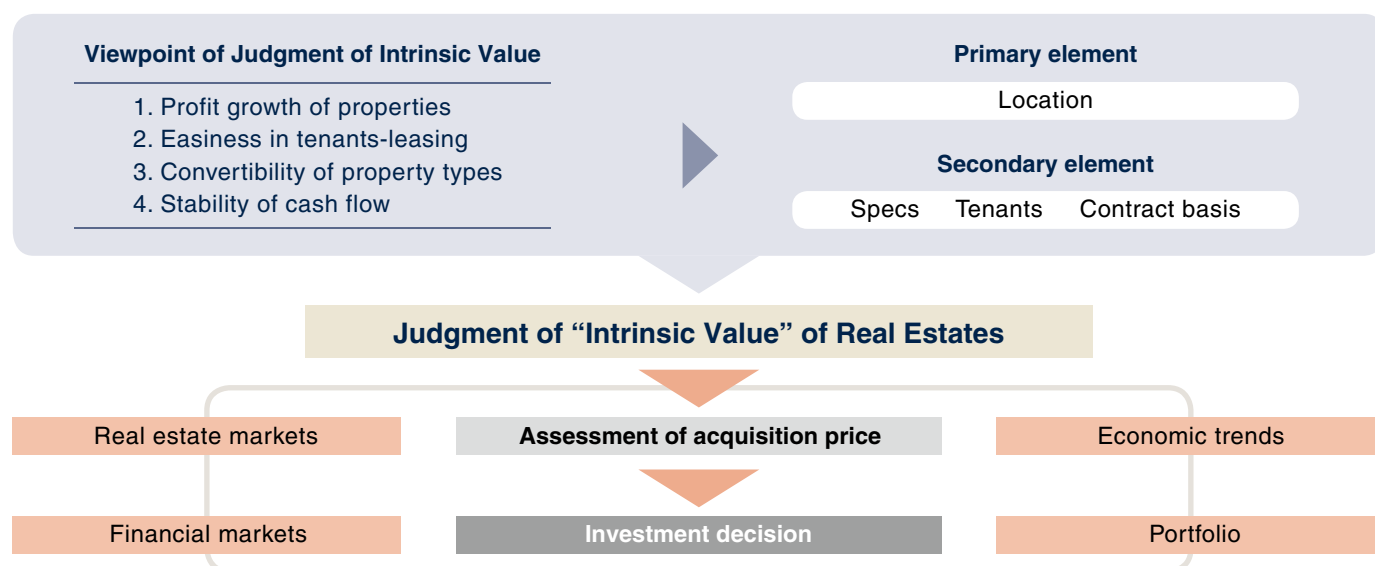 Viewpoint of Judgment of Intrinsic Value
1. Profit growth of properties
2. Easiness in tenants-leasing
3. Convertibility of property types
4. Stability of cash flow
Primary element
Location
Secondary element
Specs Tenants Contract basis
Judgment of “Intrinsic Value” of Real Estates
Real estate markets
Assessment of acquisition price
Economic trends
Financial markets
Investment decision
Portfolio